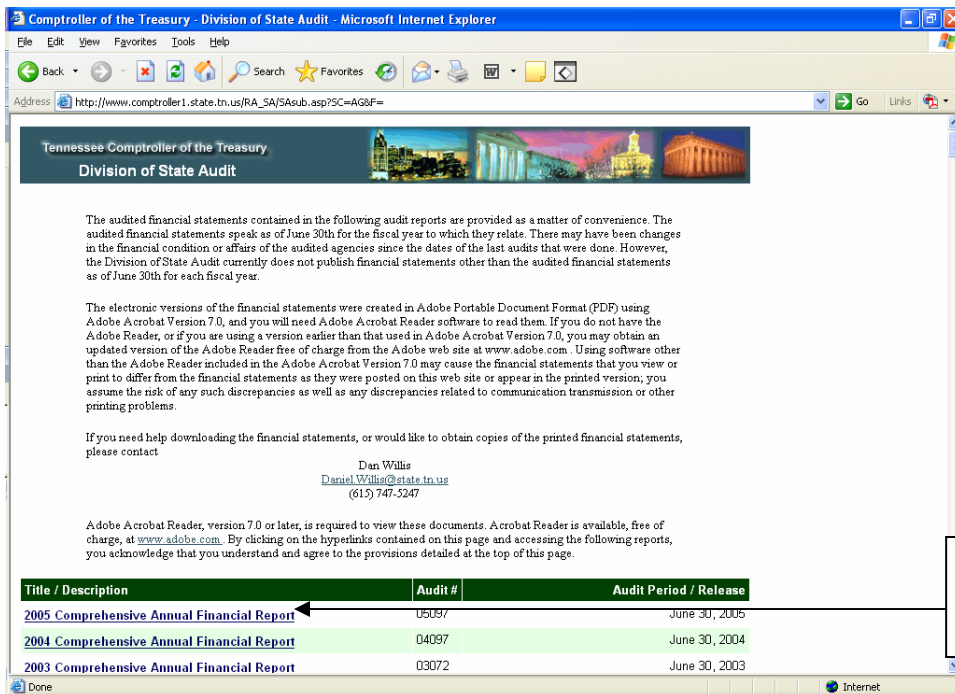 Comptroller of the Treasury - Division of State Audit - Microsoft Internet Explorer
File Edit View Favorites Tools Help
Back Search Favorites
Address http://www.comptroller1.state.tn.us/RA_SA/SAsub.asp?SC=AG&F= Go Links
Tennessee Comptroller of the Treasury
Division of State Audit
The audited financial statements contained in the following audit reports are provided as a matter of convenience. The
audited financial statements speak as of June 30th for the fiscal year to which they relate. There may have been changes
in the financial condition or affairs of the audited agencies since the dates of the last audits that were done. However,
the Division of State Audit currently does not publish financial statements other than the audited financial statements
as of June 30th for each fiscal year.
The electronic versions of the financial statements were created in Adobe Portable Document Format (PDF) using
Adobe Acrobat Version 7.0, and you will need Adobe Acrobat Reader software to read them. If you do not have the
Adobe Reader, or if you are using a version earlier than that used in Adobe Acrobat Version 7.0, you may obtain an
updated version of the Adobe Reader free of charge from the Adobe web site at www.adobe.com . Using software other
than the Adobe Reader included in the Adobe Acrobat Version 7.0 may cause the financial statements that you view or
print to differ from the financial statements as they were posted on this web site or appear in the printed version; you
assume the risk of any such discrepancies as well as any discrepancies related to communication transmission or other
printing problems.
If you need help downloading the financial statements, or would like to obtain copies of the printed financial statements,
please contact
Dan Willis
Daniel.Willis@state.tn.us
(615) 747-5247
Adobe Acrobat Reader, version 7.0 or later, is required to view these documents. Acrobat Reader is available, free of
charge, at www.adobe.com . By clicking on the hyperlinks contained on this page and accessing the following reports,
you acknowledge that you understand and agree to the provisions detailed at the top of this page.
Title / Description Audit # Audit Period / Release
2005 Comprehensive Annual Financial Report 05097 June 30, 2005
2004 Comprehensive Annual Financial Report 04097 June 30, 2004
2003 Comprehensive Annual Financial Report 03072 June 30, 2003
Done Internet